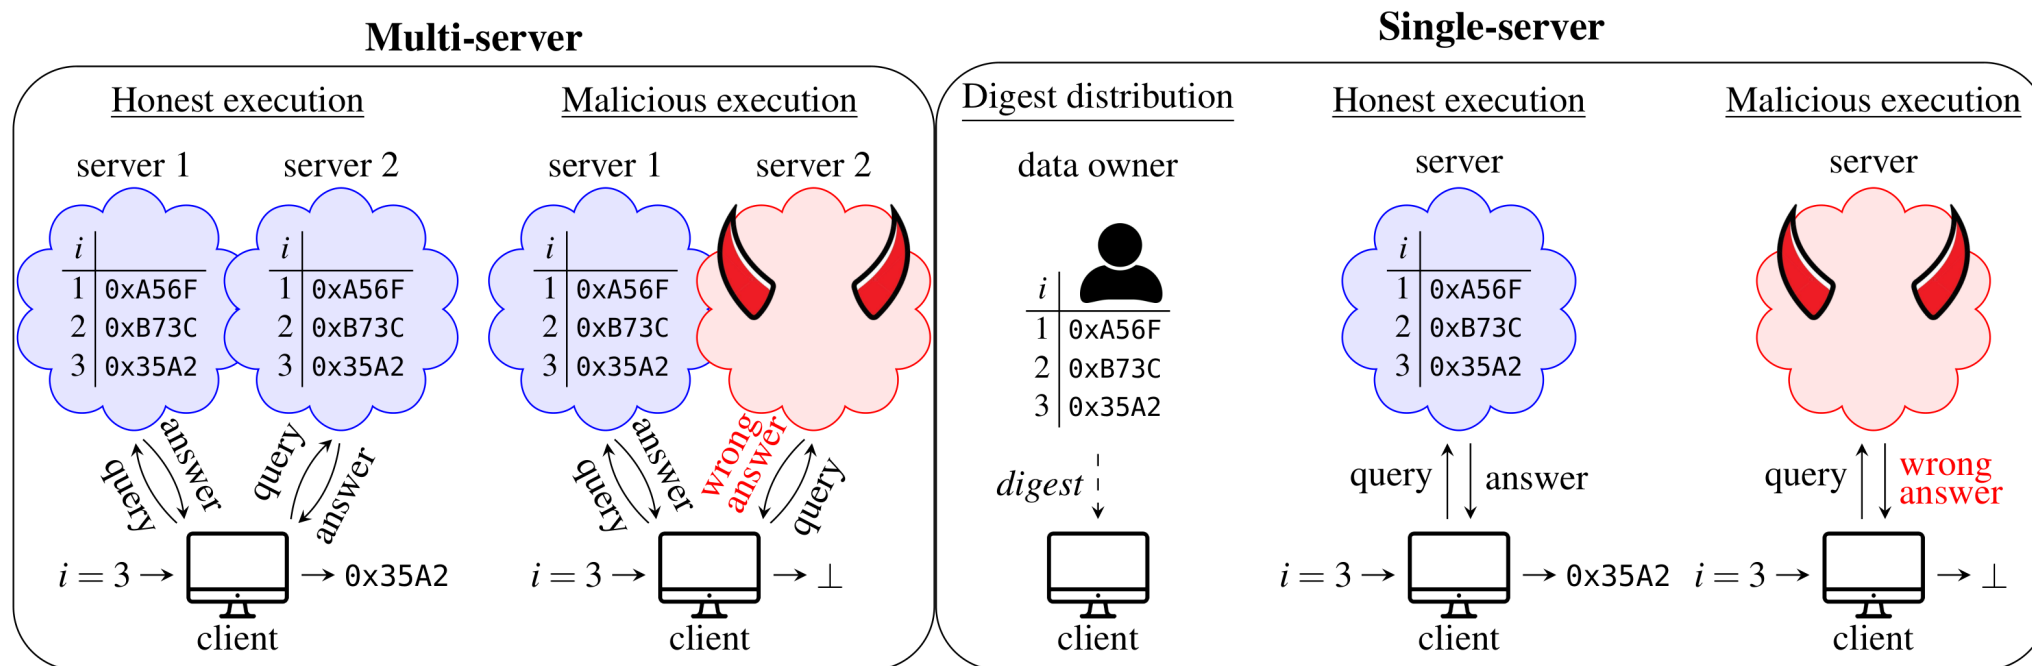 Multi-server
Honest execution
server 1
server 2
i
1 0xA56F
2 0xB73C
3 0x35A2
i
1 0xA56F
2 0xB73C
3 0x35A2
query
answer
query
answer
i = 3 → → 0x35A2
client
Malicious execution
server 1
server 2
i
1 0xA56F
2 0xB73C
3 0x35A2
query
answer
wrong
answer
query
i = 3 → → ⊥
client
Single-server
Digest distribution
data owner
i
1 0xA56F
2 0xB73C
3 0x35A2
digest
client
Honest execution
server
i
1 0xA56F
2 0xB73C
3 0x35A2
query
answer
i = 3 → → 0x35A2
client
Malicious execution
server
query
wrong
answer
i = 3 → → ⊥
client